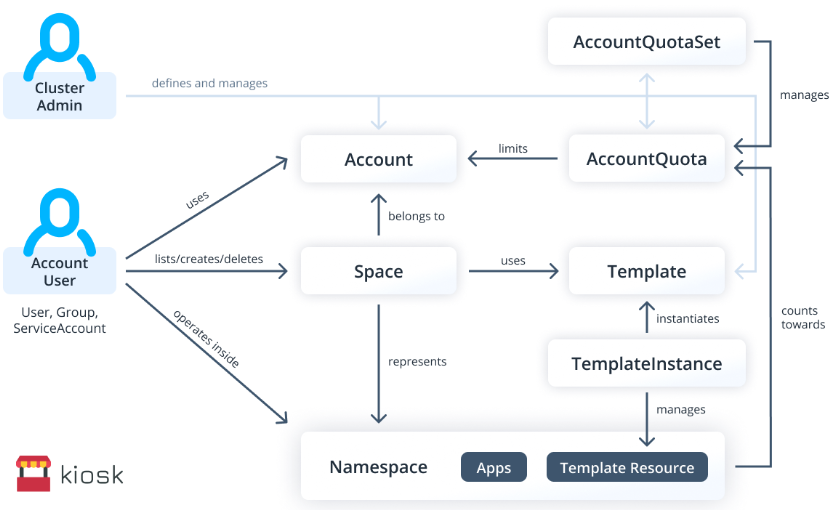 AccountQuotaSet
Cluster
Admin
defines and manages
manages
Account
limits
AccountQuota
uses
belongs to
Account
User
lists/creates/deletes
Space
uses
Template
User, Group,
ServiceAccount
operates inside
instantiates
counts
towards
represents
TemplateInstance
manages
kiosk
Namespace
Apps
Template Resource